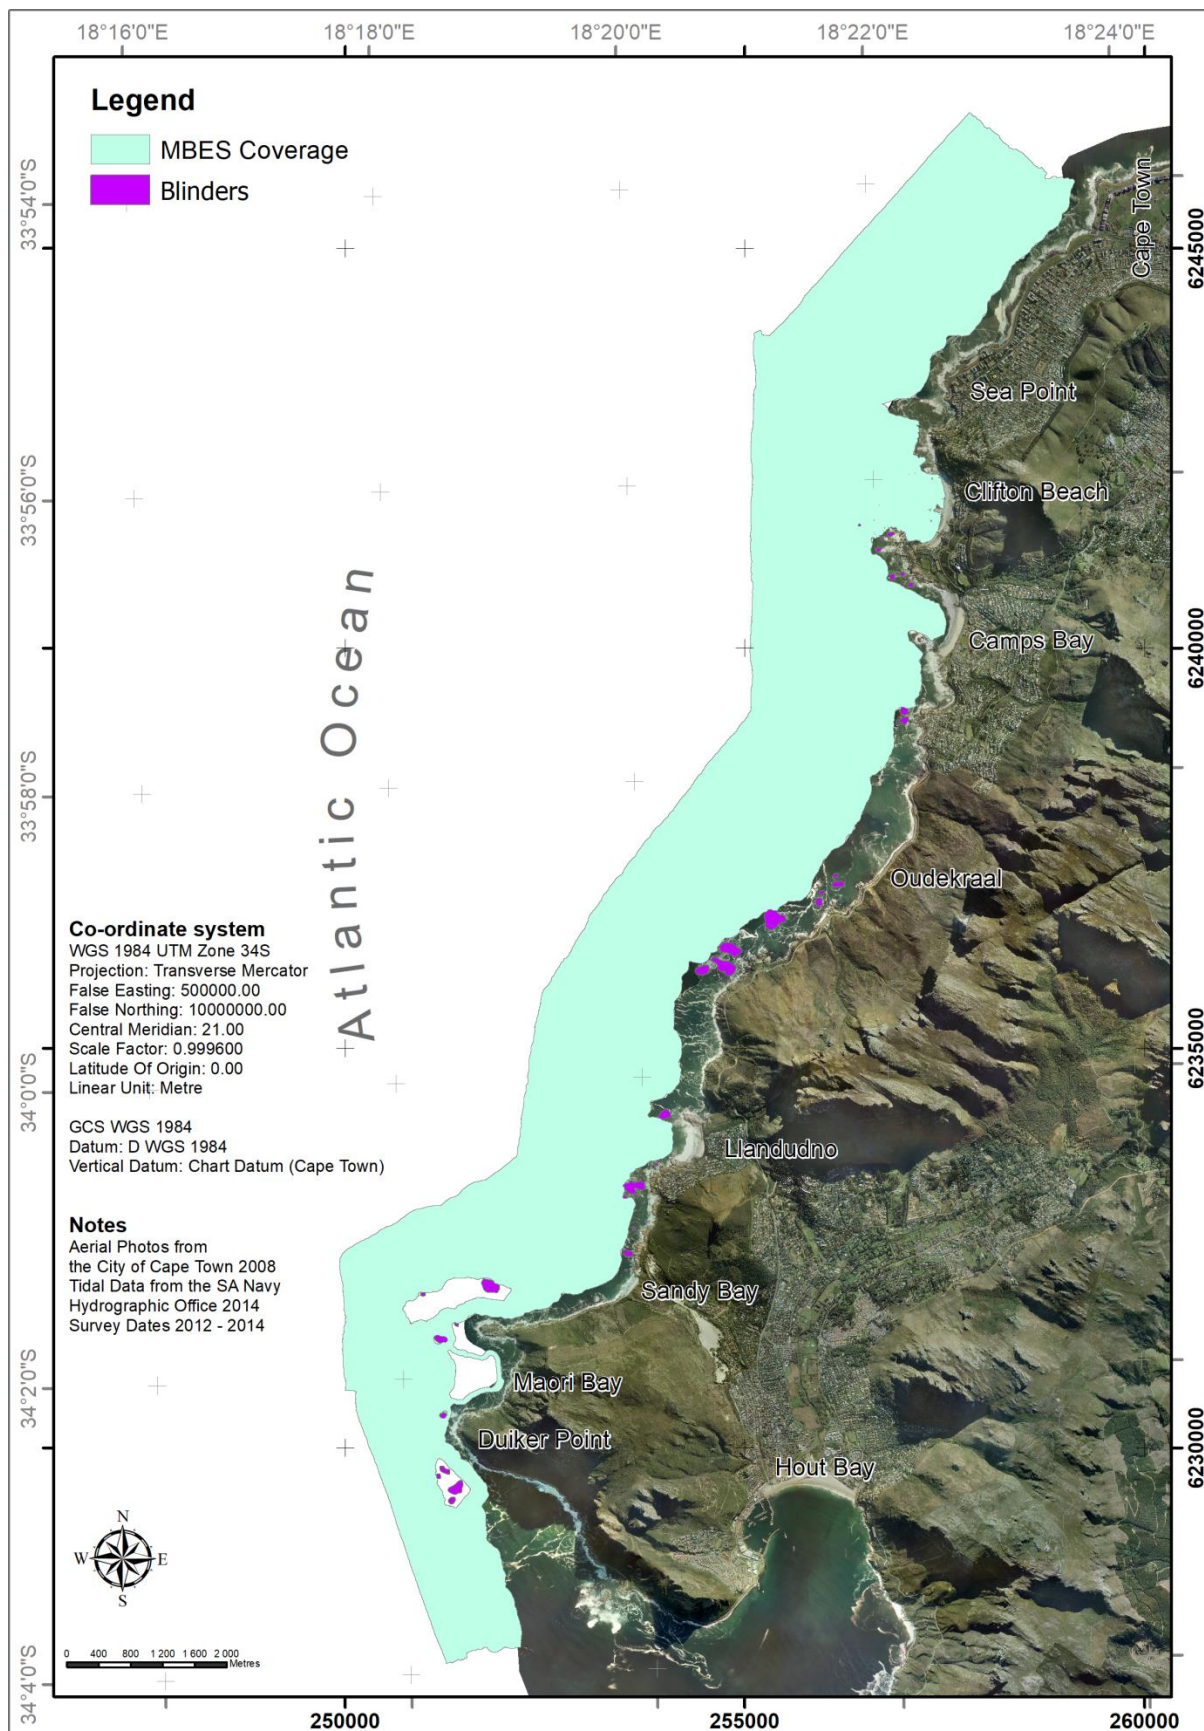 18°16'0"E
18°18'0"E
18°20'0"E
18°22'0"E
18°24'0"E
Legend
MBES Coverage
Blinders
33°54'0"S
33°56'0"S
33°58'0"S
34°0'0"S
34°2'0"S
34°4'0"S
Cape Town
Sea Point
Clifton Beach
Camps Bay
Oudekraal
Llandudno
Sandy Bay
Maori Bay
Duiker Point
Hout Bay
Atlantic Ocean
6245000
6240000
6235000
6230000
Co-ordinate system
WGS 1984 UTM Zone 34S
Projection: Transverse Mercator
False Easting: 500000.00
False Northing: 10000000.00
Central Meridian: 21.00
Scale Factor: 0.999600
Latitude Of Origin: 0.00
Linear Unit: Metre
GCS WGS 1984
Datum: D WGS 1984
Vertical Datum: Chart Datum (Cape Town)
Notes
Aerial Photos from
the City of Cape Town 2008
Tidal Data from the SA Navy
Hydrographic Office 2014
Survey Dates 2012 - 2014
N
W E
S
0 400 800 1 200 1 600 2 000
Metres
250000
255000
260000